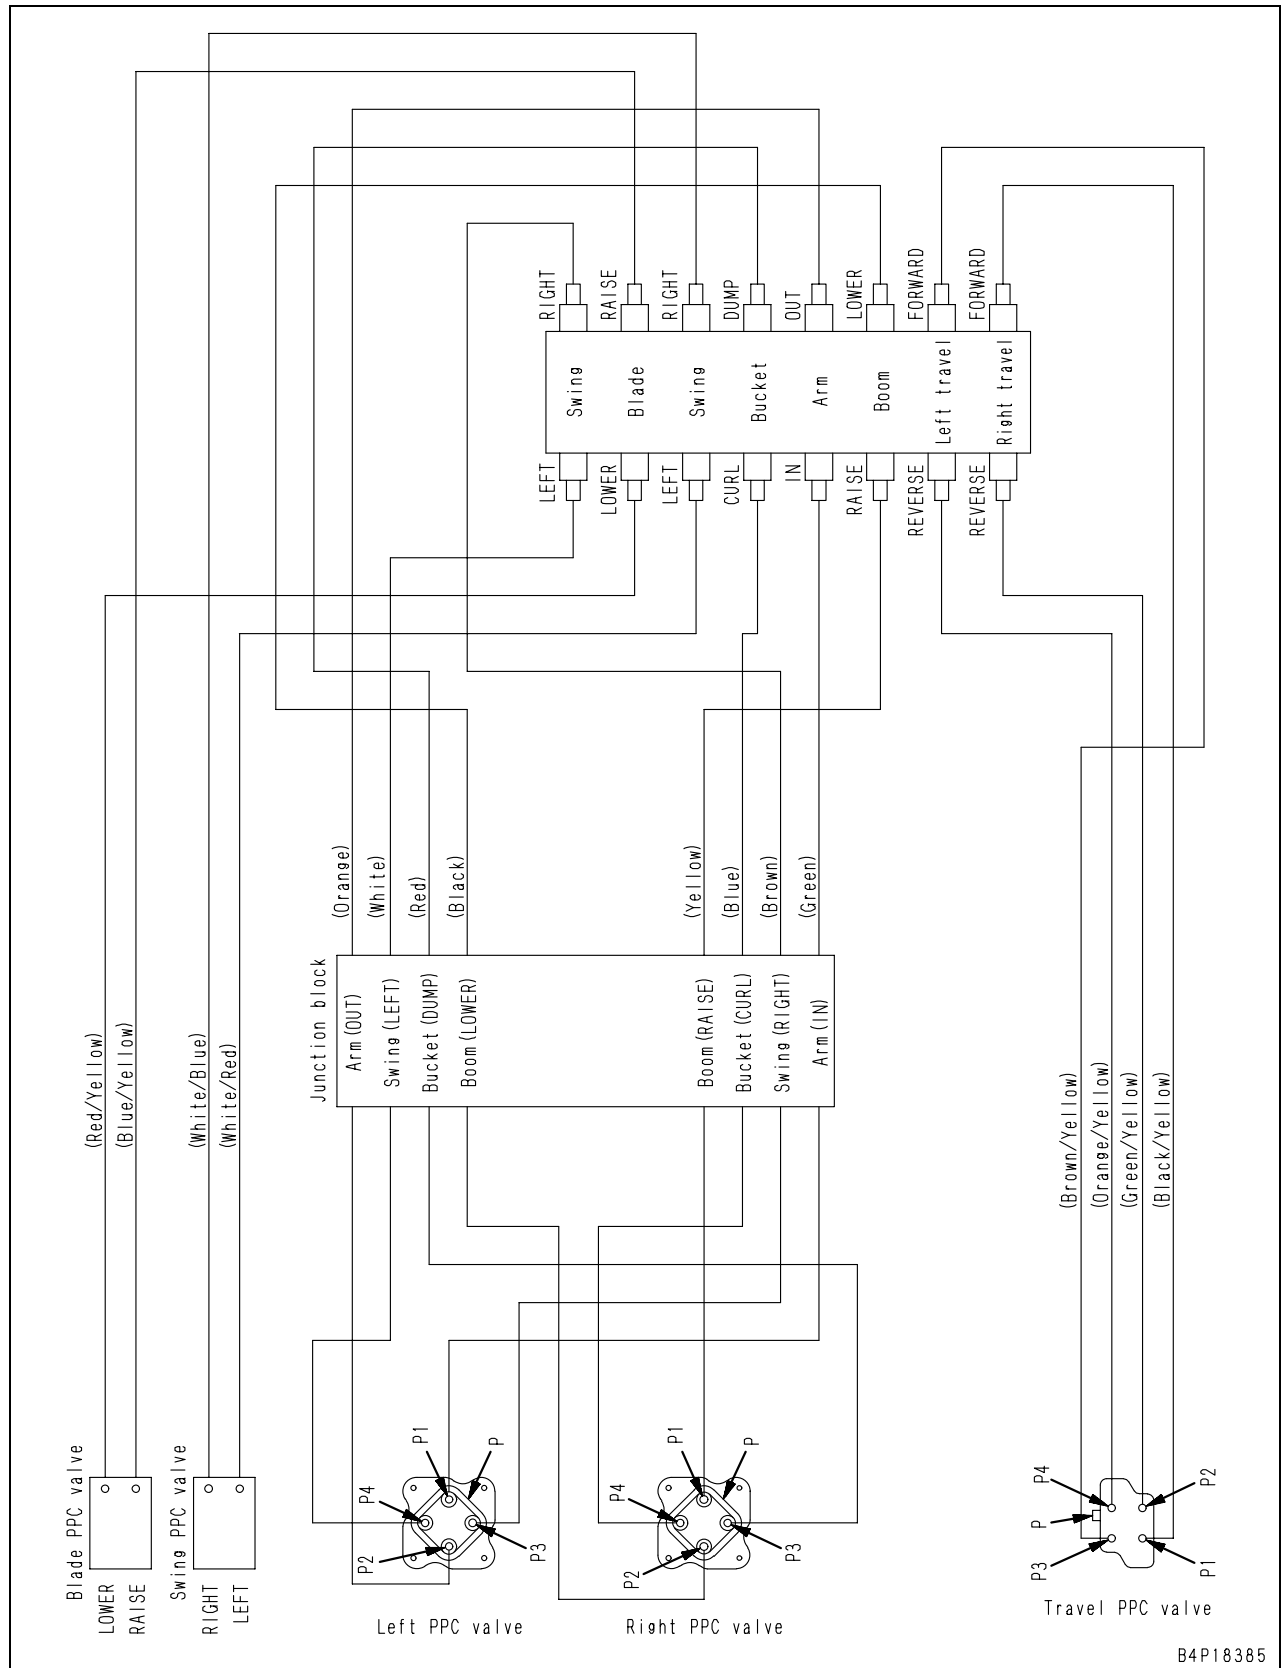 RIGHT
RAISE
RIGHT
DUMP
OUT
LOWER
FORWARD
FORWARD
Swing
Blade
Swing
Bucket
Arm
Boom
Left travel
Right travel
LEFT
LOWER
LEFT
CURL
IN
RAISE
REVERSE
REVERSE
(Orange)
(White)
(Red)
(Black)
(Yellow)
(Blue)
(Brown)
(Green)
Junction block
Arm(OUT)
Swing(LEFT)
Bucket(DUMP)
Boom(LOWER)
Boom(RAISE)
Bucket(CURL)
Swing(RIGHT)
Arm(IN)
(Red/Yellow)
(Blue/Yellow)
(White/Blue)
(White/Red)
(Brown/Yellow)
(Orange/Yellow)
(Green/Yellow)
(Black/Yellow)
Blade PPC valve
LOWER
RAISE
Swing PPC valve
RIGHT
LEFT
P1
P
P4
P2
P3
Left PPC valve
P1
P
P4
P2
P3
Right PPC valve
P4
P
P3
P2
P1
Travel PPC valve
B4P18385